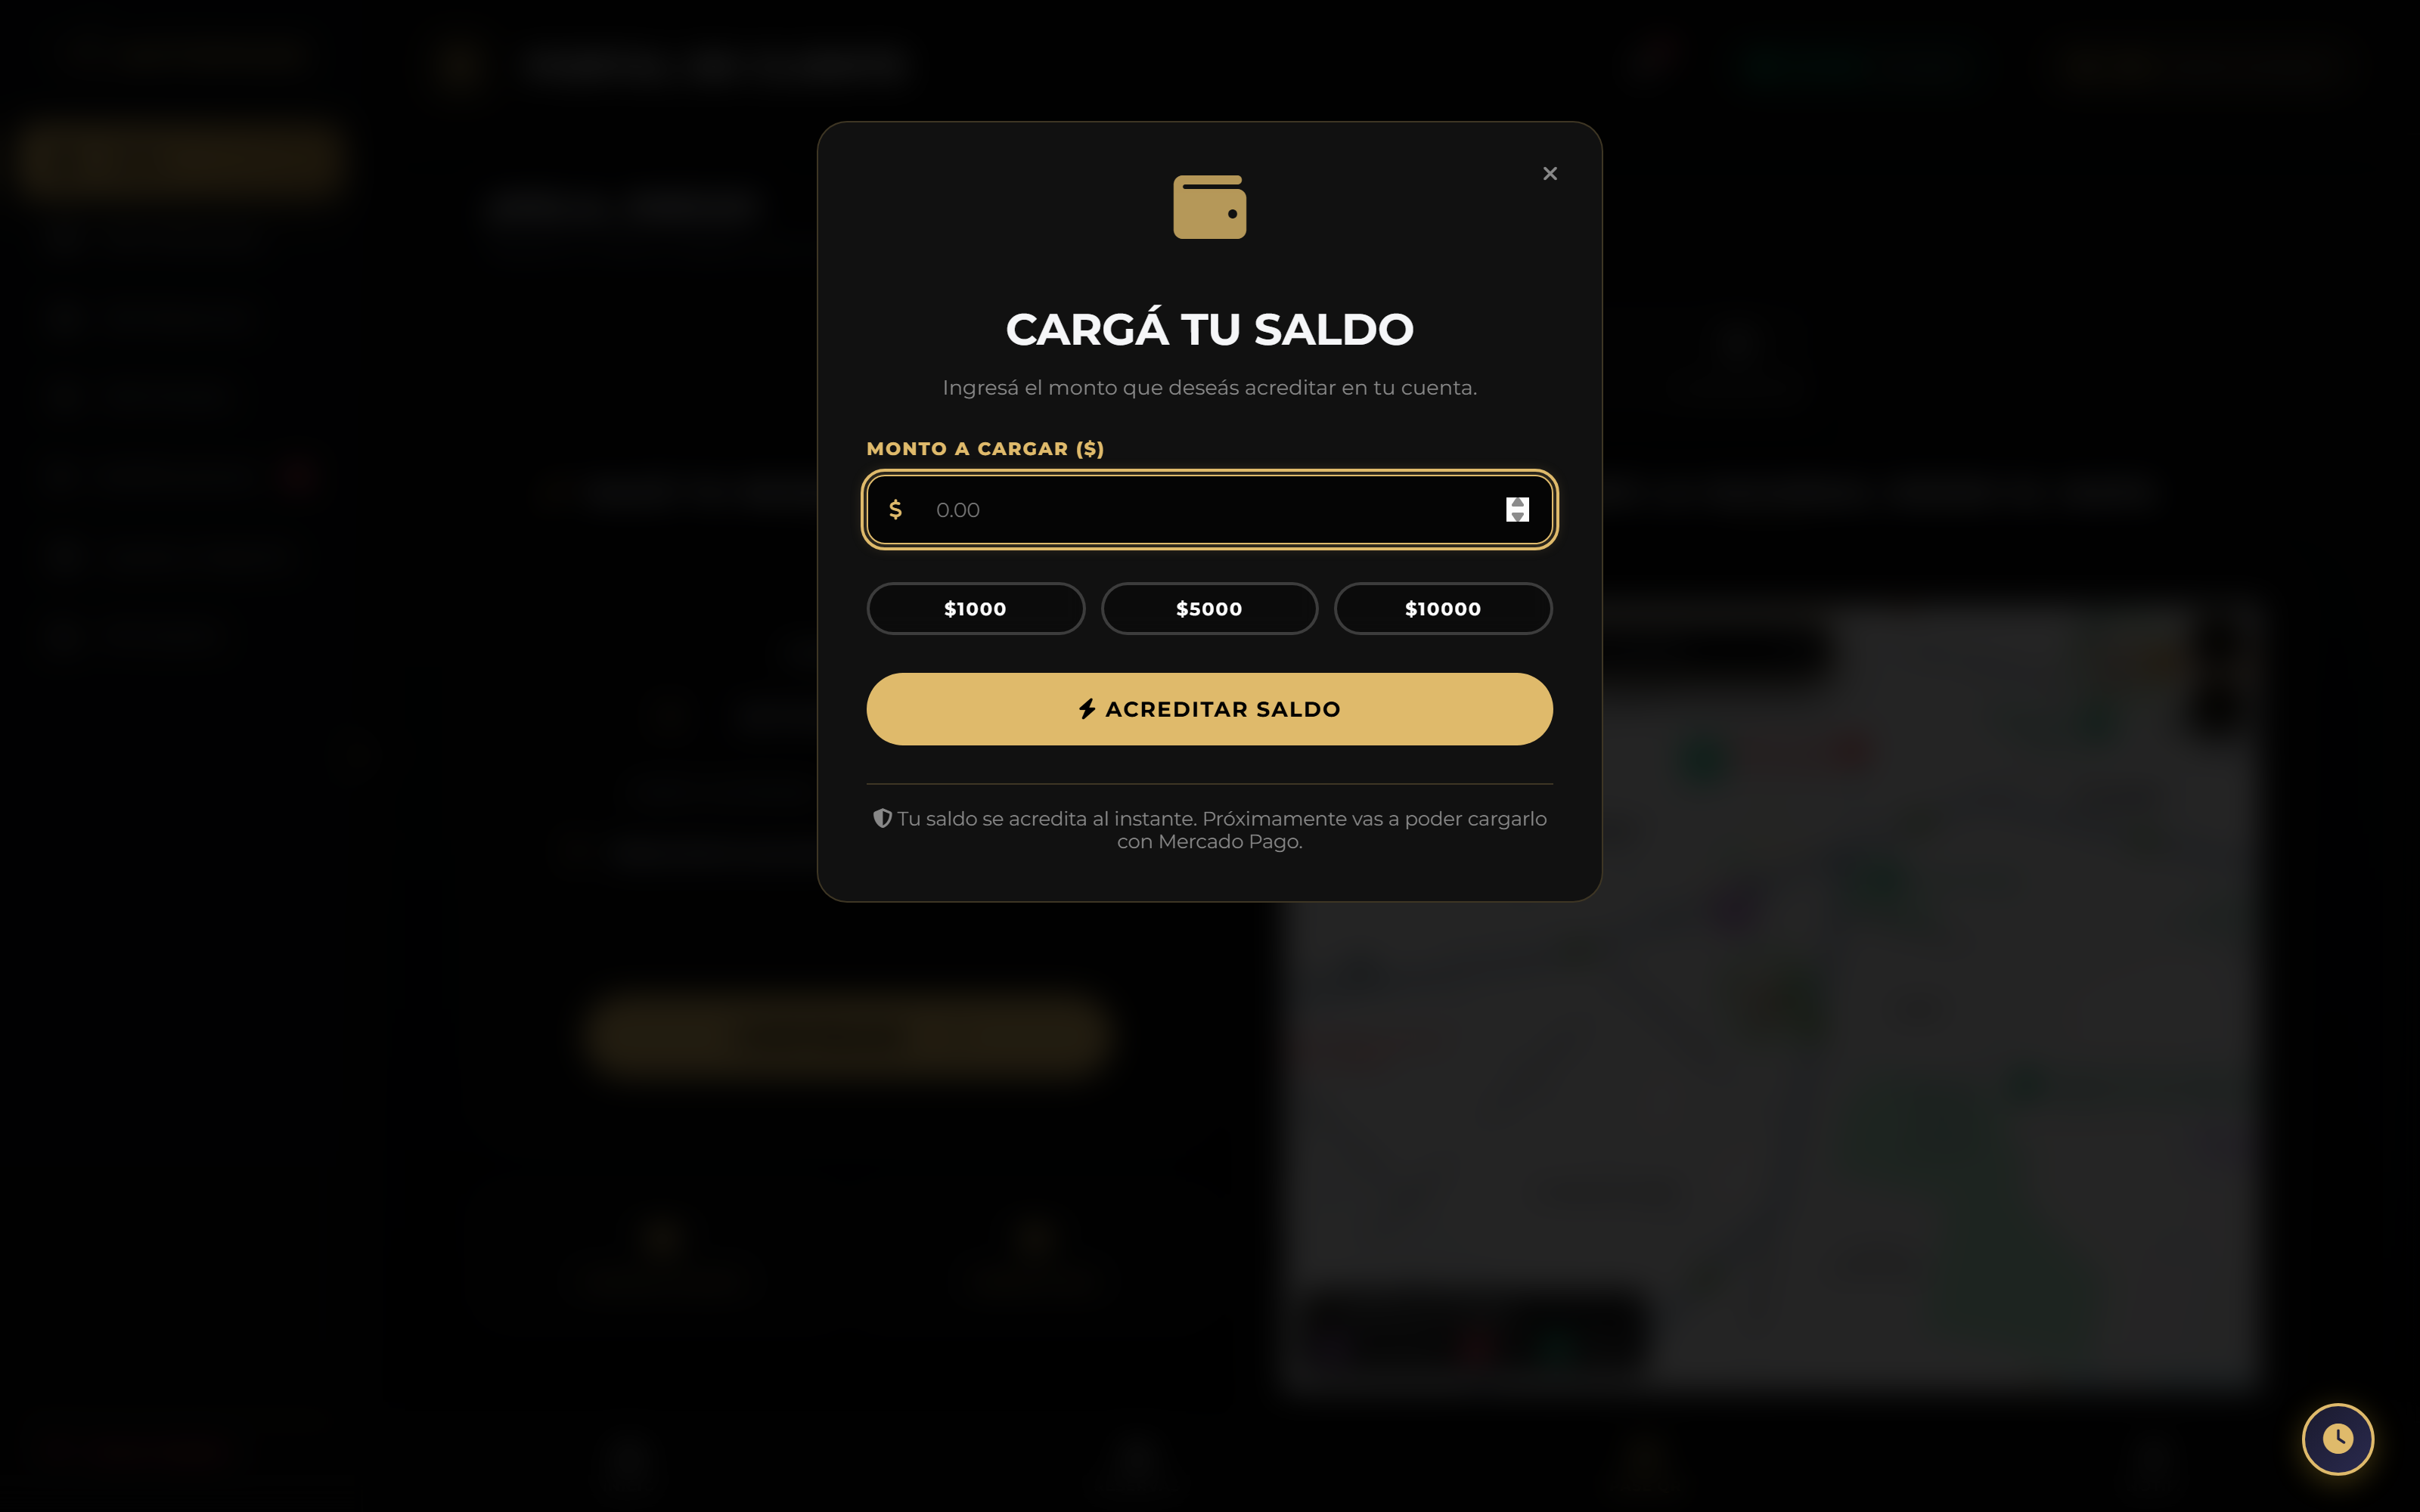 CARGÁ TU SALDO
Ingresá el monto que deseás acreditar en tu cuenta.
MONTO A CARGAR ($)
$ 0.00
$1000 $5000 $10000
ACREDITAR SALDO
Tu saldo se acredita al instante. Próximamente vas a poder cargarlo
con Mercado Pago.